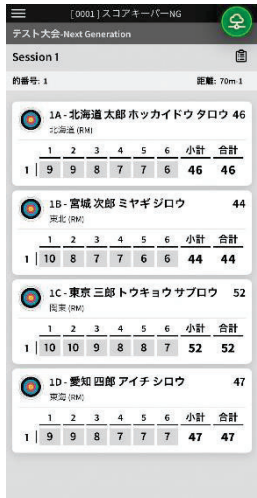 [0001]スコアキーパーNG
テスト大会-Next Generation
Session 1
的番号: 1 距離: 70m-1
1A - 北海道 太郎 ホッカイドウ タロウ 46
北海道 (RM)
1 2 3 4 5 6 小計 合計
1 9 9 8 7 7 6 46 46
1B - 宮城 次郎 ミヤギ ジロウ 44
東北 (RM)
1 2 3 4 5 6 小計 合計
1 10 8 7 7 6 6 44 44
1C - 東京 三郎 トウキョウ サブロウ 52
関東 (RM)
1 2 3 4 5 6 小計 合計
1 10 10 9 8 8 7 52 52
1D - 愛知 四郎 アイチ シロウ 47
東海 (RM)
1 2 3 4 5 6 小計 合計
1 9 9 8 7 7 7 47 47